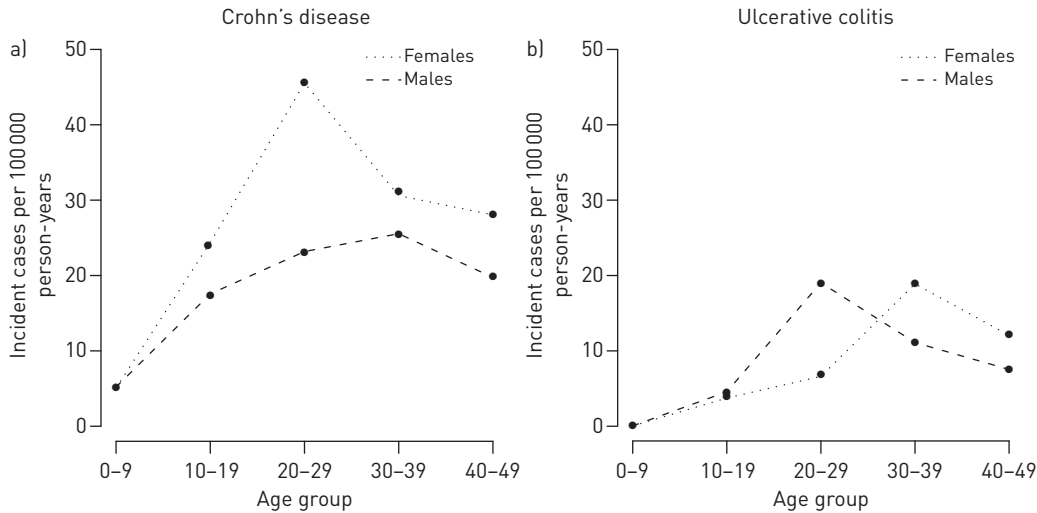 Crohn's disease
a)
Females
Males
50
40
30
20
10
0
Incident cases per 100 000
person-years
0–9
10–19
20–29
30–39
40–49
Age group
Ulcerative colitis
b)
Females
Males
50
40
30
20
10
0
Incident cases per 100 000
person-years
0–9
10–19
20–29
30–39
40–49
Age group